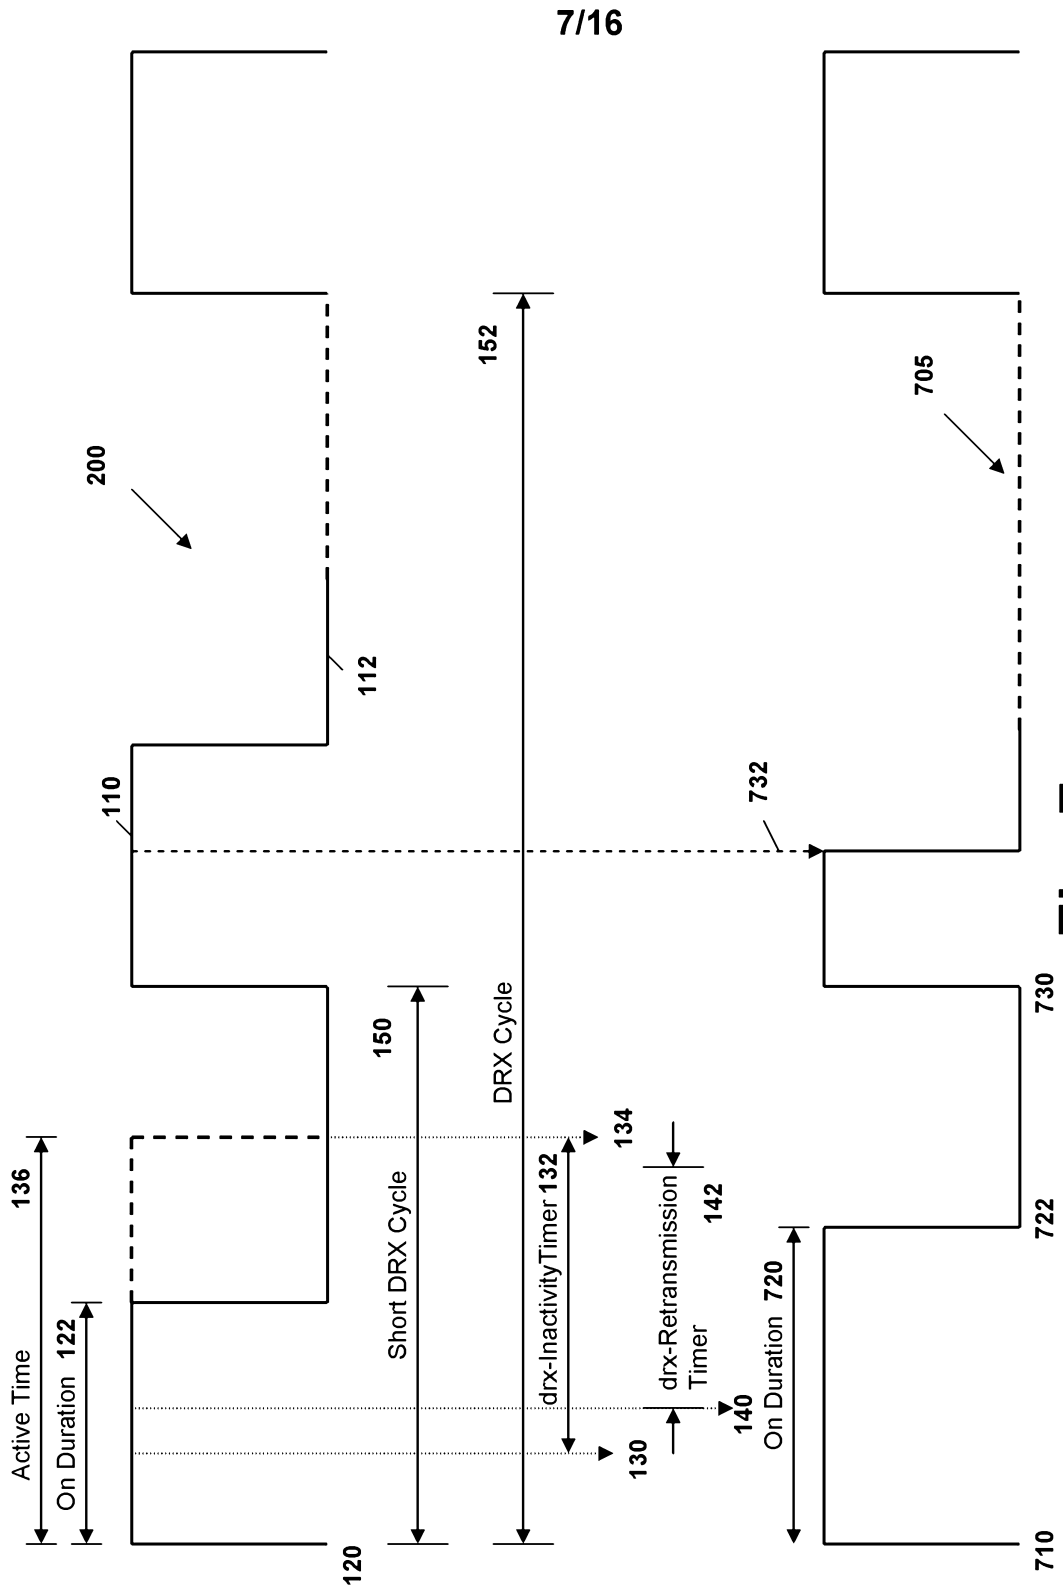 7/16
Active Time
136
On Duration 122
120
110
112
200
Short DRX Cycle
150
DRX Cycle
152
drx-InactivityTimer 132
134
130
drx-Retransmission
Timer
142
140
On Duration 720
732
705
710
722
730